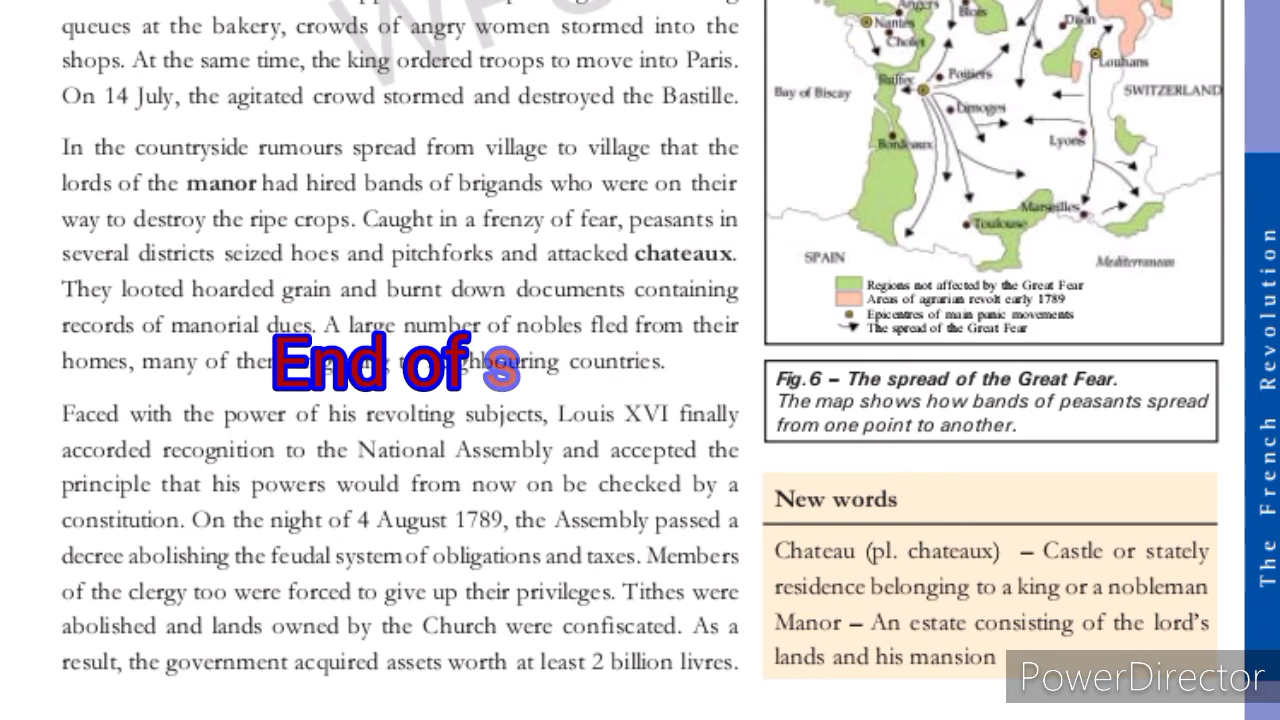 queues at the bakery, crowds of angry women stormed into the
shops. At the same time, the king ordered troops to move into Paris.
On 14 July, the agitated crowd stormed and destroyed the Bastille.
In the countryside rumours spread from village to village that the
lords of the manor had hired bands of brigands who were on their
way to destroy the ripe crops. Caught in a frenzy of fear, peasants in
several districts seized hoes and pitchforks and attacked chateaux.
They looted hoarded grain and burnt down documents containing
records of manorial dues. A large number of nobles fled from their
homes, many of neighbouring countries.
End of s
Faced with the power of his revolting subjects, Louis XVI finally
accorded recognition to the National Assembly and accepted the
principle that his powers would from now on be checked by a
constitution. On the night of 4 August 1789, the Assembly passed a
decree abolishing the feudal system of obligations and taxes. Members
of the clergy too were forced to give up their privileges. Tithes were
abolished and lands owned by the Church were confiscated. As a
result, the government acquired assets worth at least 2 billion livres.
Angers
Blois
Nantes
Dijon
Cholet
Louhans
Ruffec
Poitiers
Bay of Biscay
SWITZERLAND
Limoges
Lyons
Bordeaux
Marseilles
Toulouse
SPAIN
Mediterranean
Regions not affected by the Great Fear
Areas of agrarian revolt early 1789
Epicentres of main panic movements
The spread of the Great Fear
Fig.6 – The spread of the Great Fear.
The map shows how bands of peasants spread
from one point to another.
New words
Chateau (pl. chateaux) – Castle or stately
residence belonging to a king or a nobleman
Manor – An estate consisting of the lord's
lands and his mansion
The French Revolution
PowerDirector